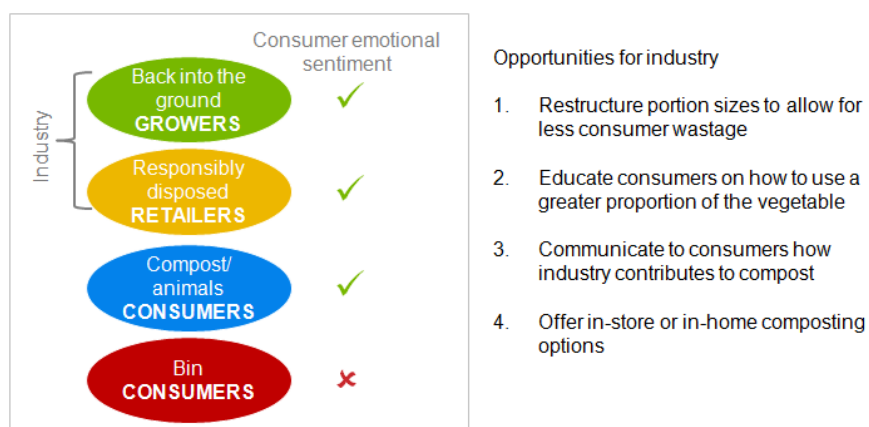 Consumer emotional
sentiment
Industry
Back into the
ground
GROWERS
Responsibly
disposed
RETAILERS
Compost/
animals
CONSUMERS
Bin
CONSUMERS
Opportunities for industry
1. Restructure portion sizes to allow for
less consumer wastage
2. Educate consumers on how to use a
greater proportion of the vegetable
3. Communicate to consumers how
industry contributes to compost
4. Offer in-store or in-home composting
options